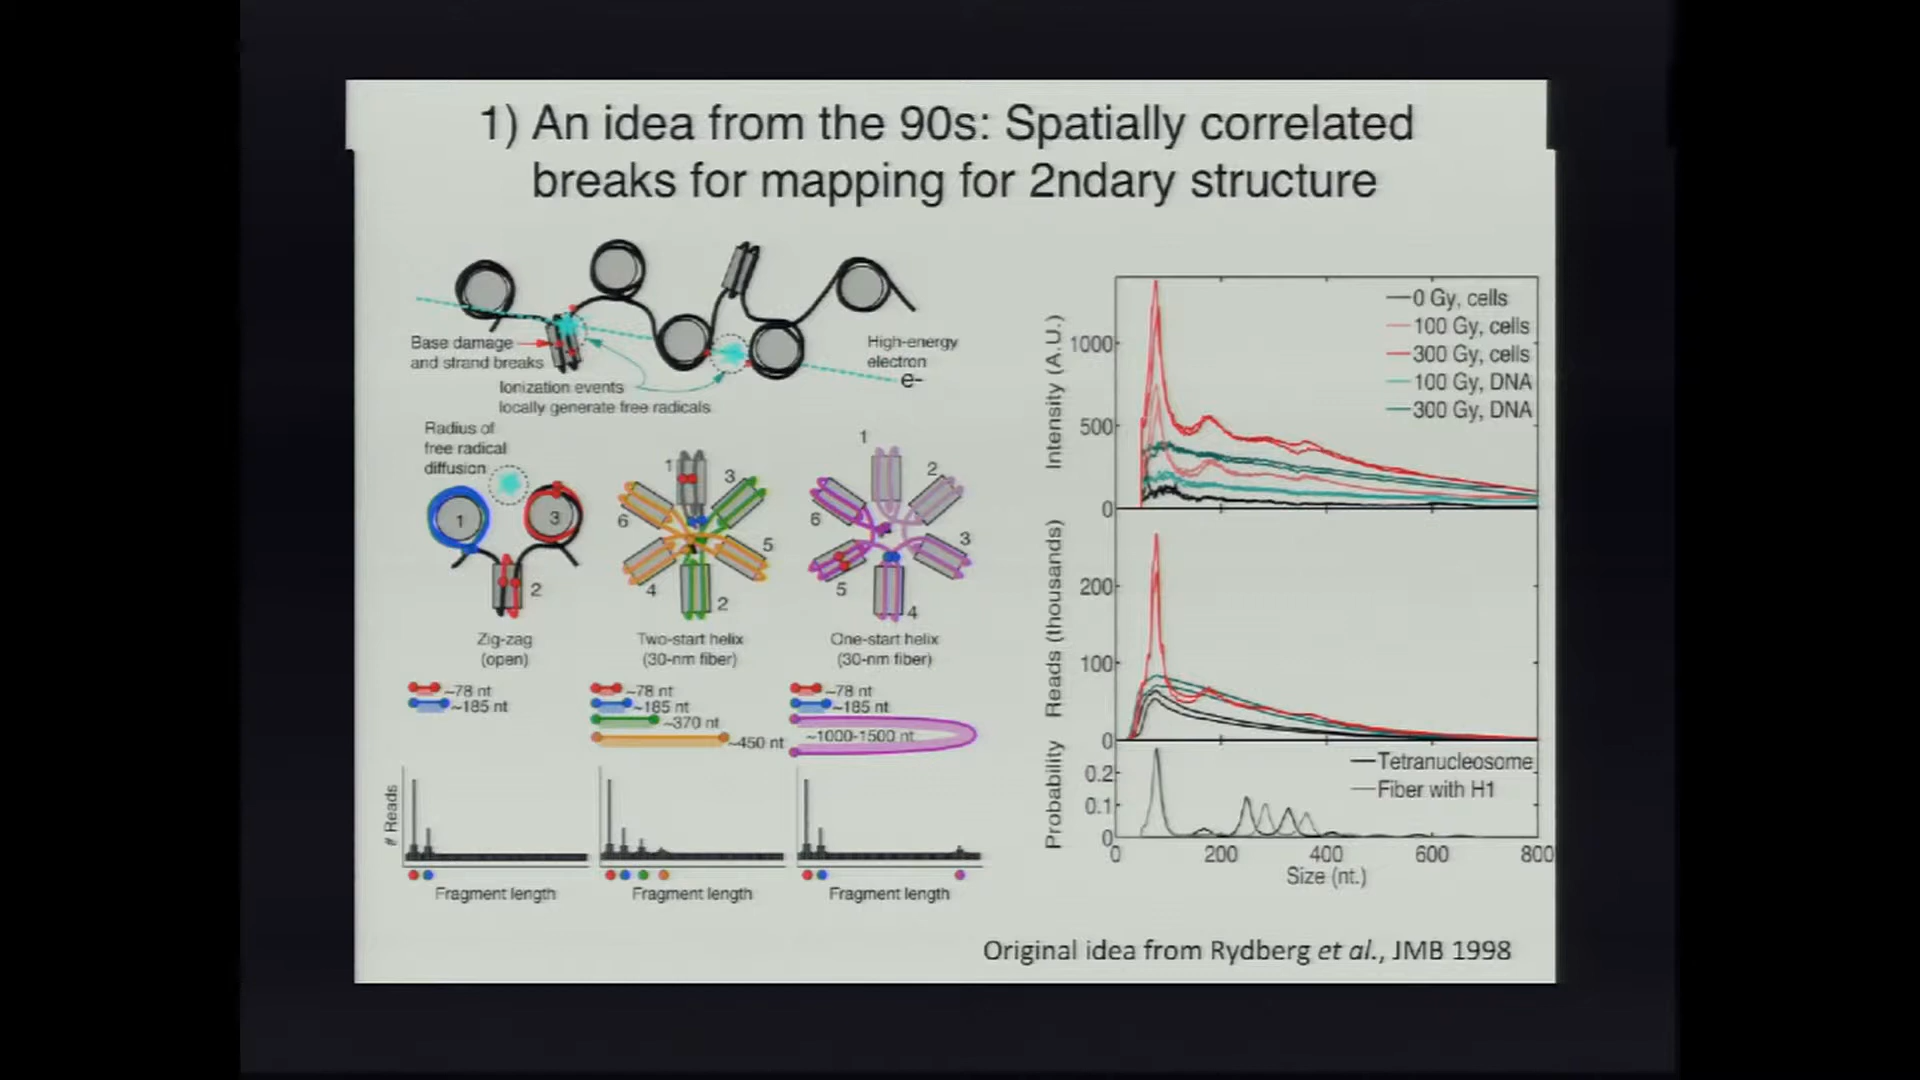 1) An idea from the 90s: Spatially correlated
breaks for mapping for 2ndary structure
Base damage
and strand breaks
Ionization events
locally generate free radicals
High-energy
electron
e-
Radius of
free radical
diffusion
1
3
2
Zig-zag
(open)
1
3
6
5
4
2
Two-start helix
(30-nm fiber)
1
2
6
3
5
4
One-start helix
(30-nm fiber)
~78 nt
~185 nt
~78 nt
~185 nt
~370 nt
~450 nt
~78 nt
~185 nt
~1000-1500 nt
# Reads
Fragment length
Fragment length
Fragment length
Intensity (A.U.)
1000
500
0
0 Gy, cells
100 Gy, cells
300 Gy, cells
100 Gy, DNA
300 Gy, DNA
Reads (thousands)
200
100
0
Probability
0.2
0.1
0
Tetranucleosome
Fiber with H1
0 200 400 600 800
Size (nt.)
Original idea from Rydberg et al., JMB 1998